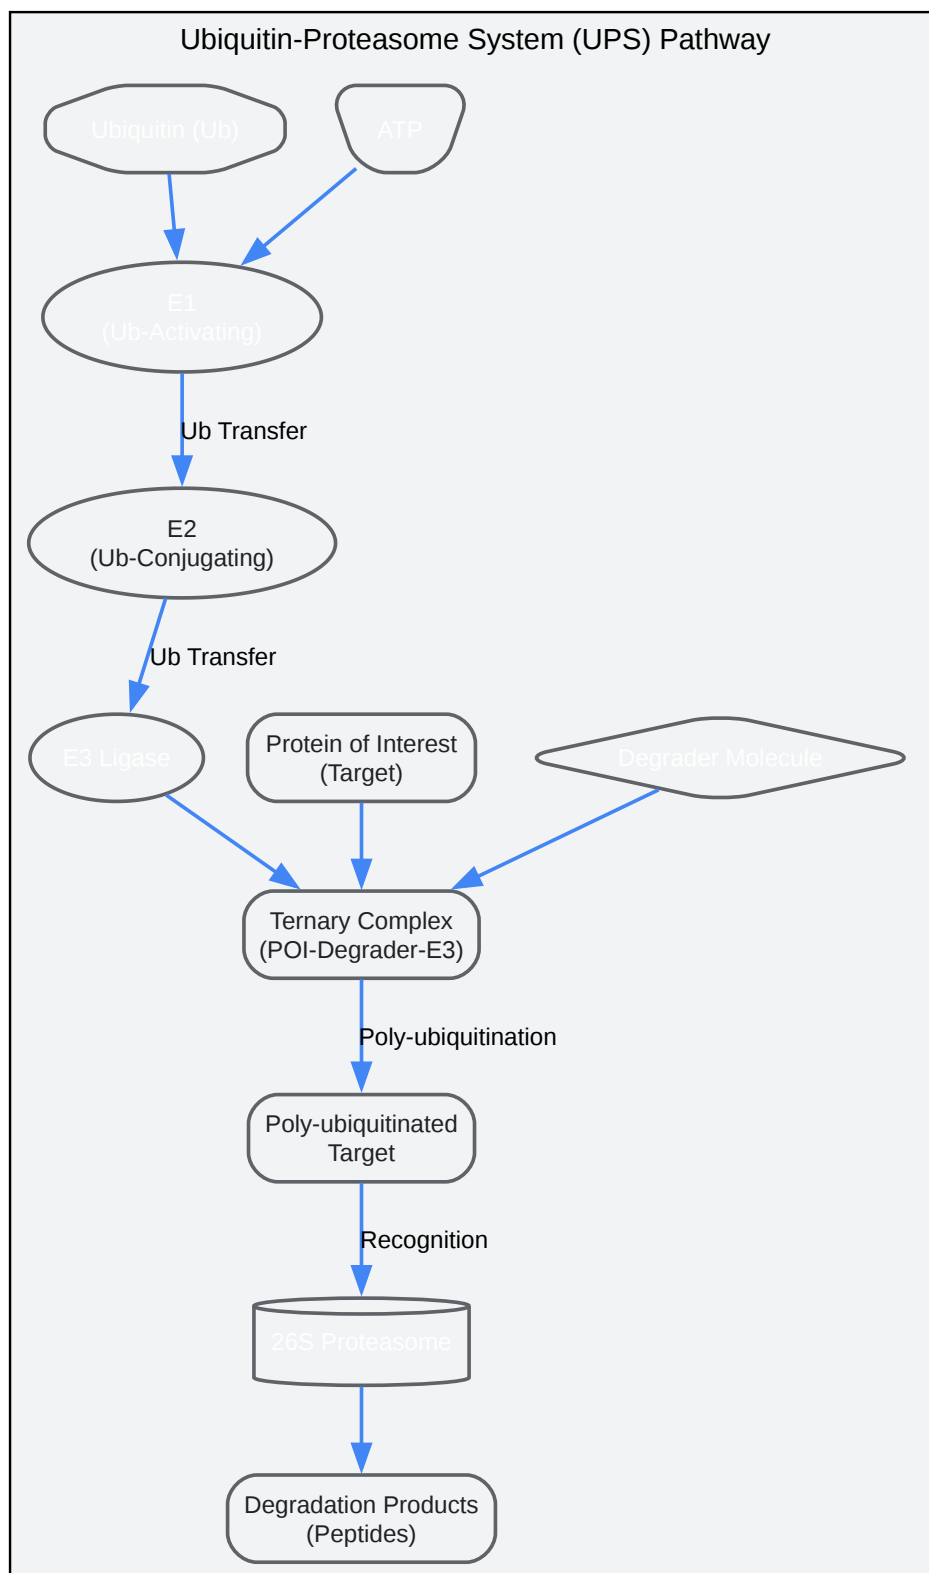 Ubiquitin-Proteasome System (UPS) Pathway
Ubiquitin (Ub)
ATP
E1
(Ub-Activating)
Ub Transfer
E2
(Ub-Conjugating)
Ub Transfer
E3 Ligase
Protein of Interest
(Target)
Degrader Molecule
Ternary Complex
(POI-Degrader-E3)
Poly-ubiquitination
Poly-ubiquitinated
Target
Recognition
26S Proteasome
Degradation Products
(Peptides)